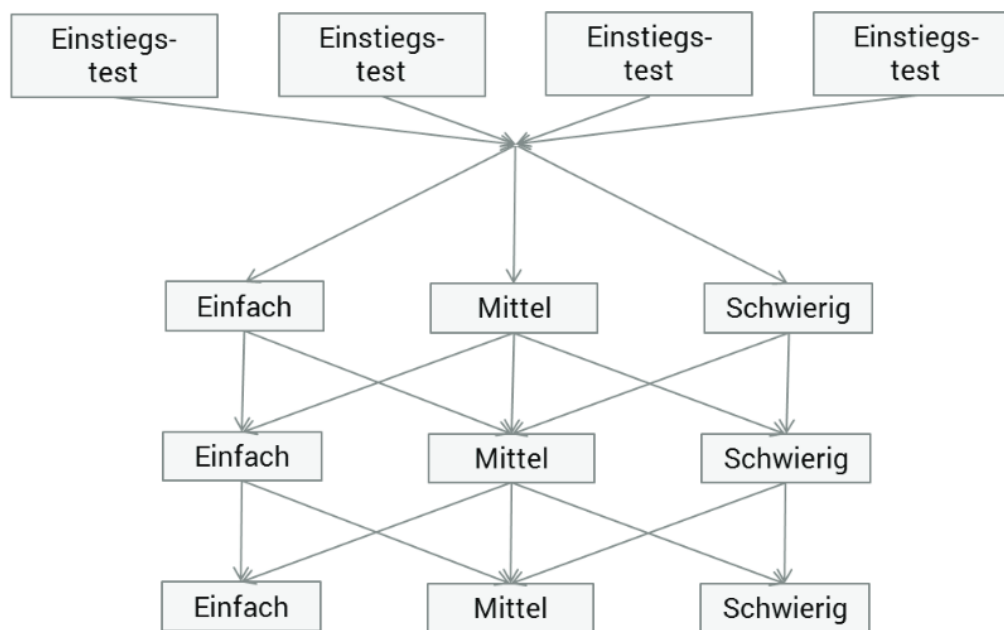 Einstiegs-
test
Einstiegs-
test
Einstiegs-
test
Einstiegs-
test
Einfach
Mittel
Schwierig
Einfach
Mittel
Schwierig
Einfach
Mittel
Schwierig